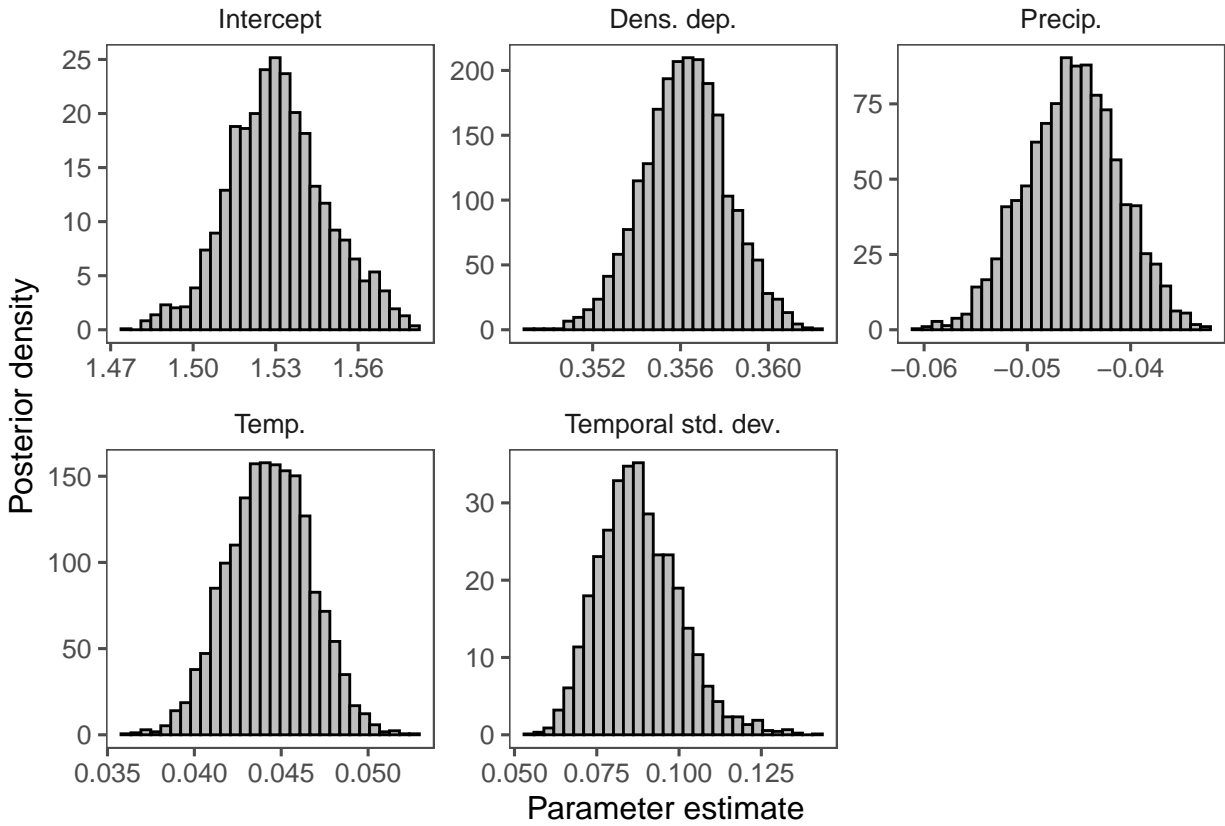 Intercept
Dens. dep.
Precip.
25
20
15
10
5
0
1.47 1.50 1.53 1.56
200
150
100
50
0
0.352 0.356 0.360
75
50
25
0
−0.06 −0.05 −0.04
Posterior density
Temp.
Temporal std. dev.
150
100
50
0
0.035 0.040 0.045 0.050
30
20
10
0
0.050 0.075 0.100 0.125
Parameter estimate